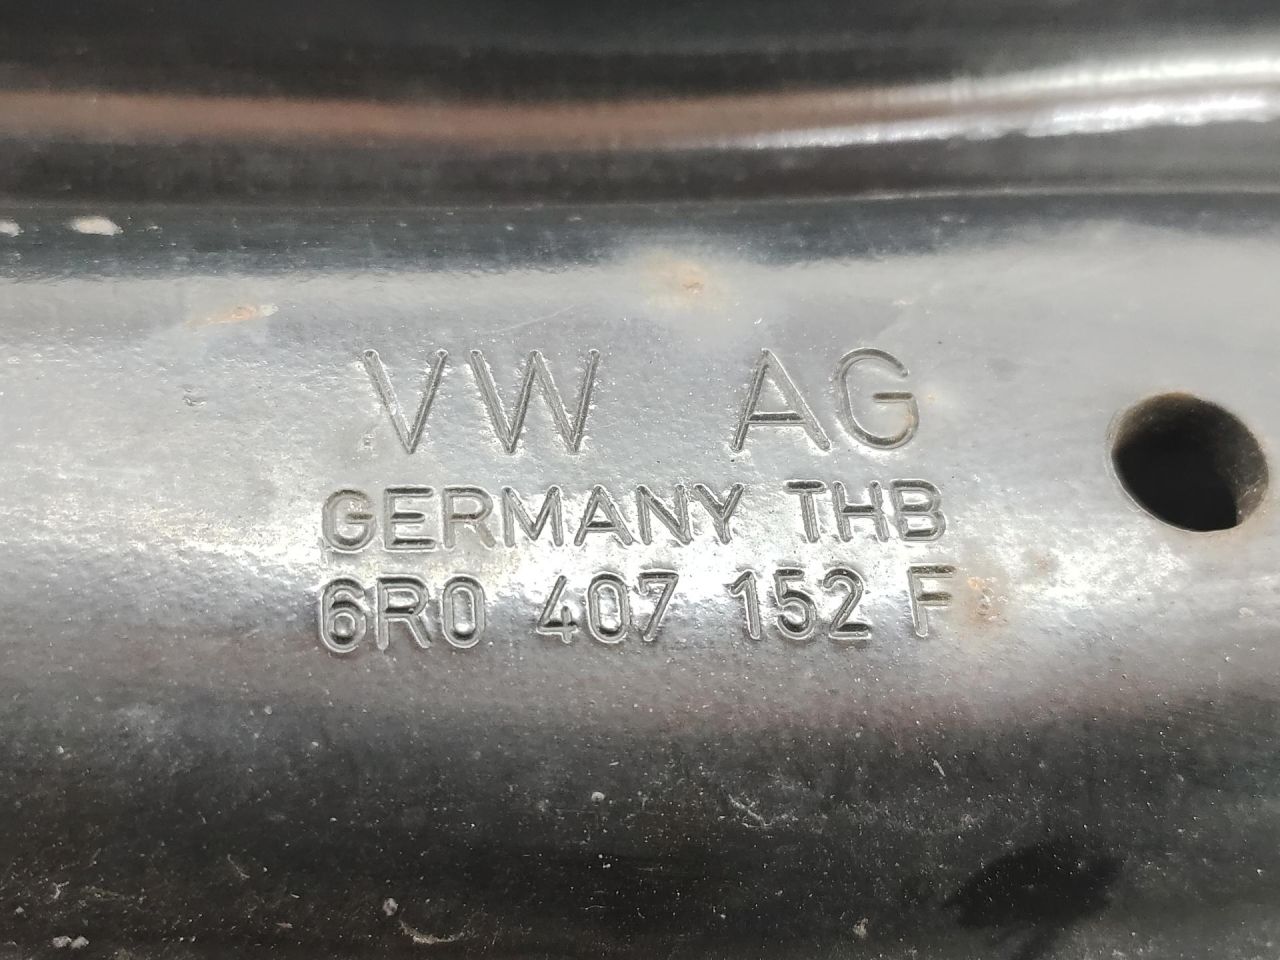 VW AG
GERMANY THB
6R0 407 152 F